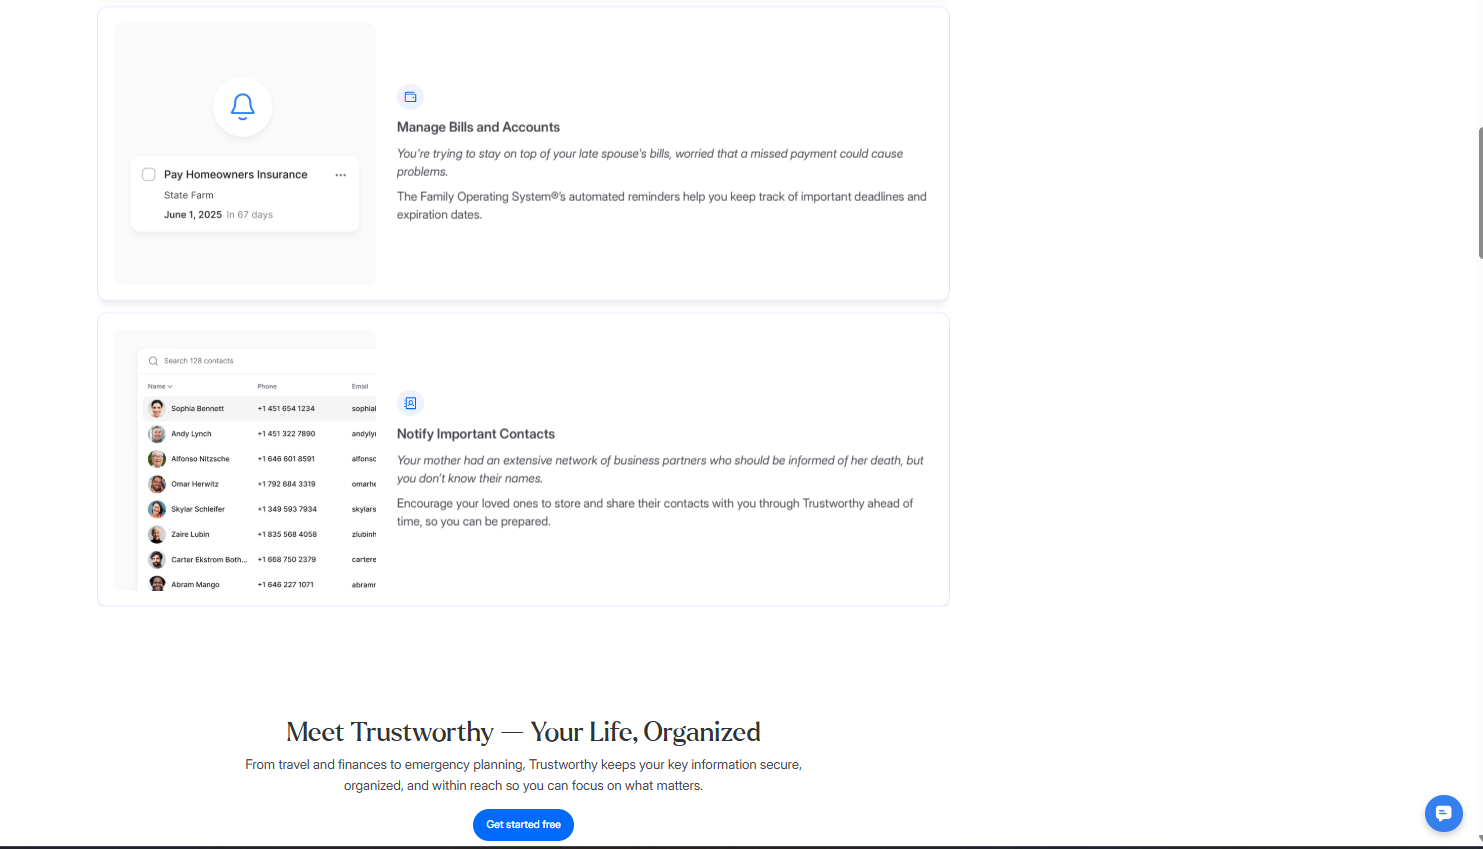 Pay Homeowners Insurance
State Farm
June 1, 2025 In 67 days
Manage Bills and Accounts
You're trying to stay on top of your late spouse's bills, worried that a missed payment could cause
problems.
The Family Operating System®'s automated reminders help you keep track of important deadlines and
expiration dates.
Search 128 contacts
Name Phone Email
Sophia Bennett +1 451 654 1234 sophial
Andy Lynch +1 451 322 7890 andylyn
Alfonso Nitzsche +1 646 601 8591 alfonsc
Omar Herwitz +1 792 684 3319 omarhe
Skylar Schleifer +1 349 593 7934 skylars
Zaire Lubin +1 835 568 4058 zlubinh
Carter Ekstrom Both... +1 668 750 2379 cartere
Abram Mango +1 646 227 1071 abramr
Notify Important Contacts
Your mother had an extensive network of business partners who should be informed of her death, but
you don't know their names.
Encourage your loved ones to store and share their contacts with you through Trustworthy ahead of
time, so you can be prepared.
Meet Trustworthy — Your Life, Organized
From travel and finances to emergency planning, Trustworthy keeps your key information secure,
organized, and within reach so you can focus on what matters.
Get started free